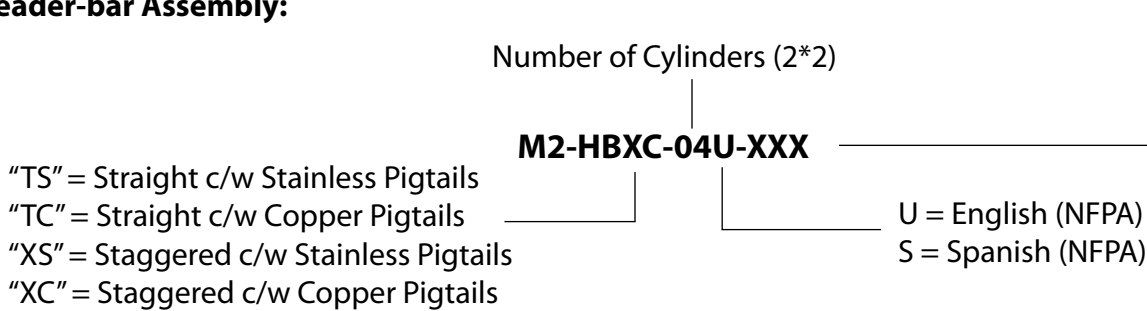 eader-bar Assembly:
Number of Cylinders (2*2)
M2-HBXC-04U-XXX
“TS” = Straight c/w Stainless Pigtails
“TC” = Straight c/w Copper Pigtails
“XS” = Staggered c/w Stainless Pigtails
“XC” = Staggered c/w Copper Pigtails
U = English (NFPA)
S = Spanish (NFPA)